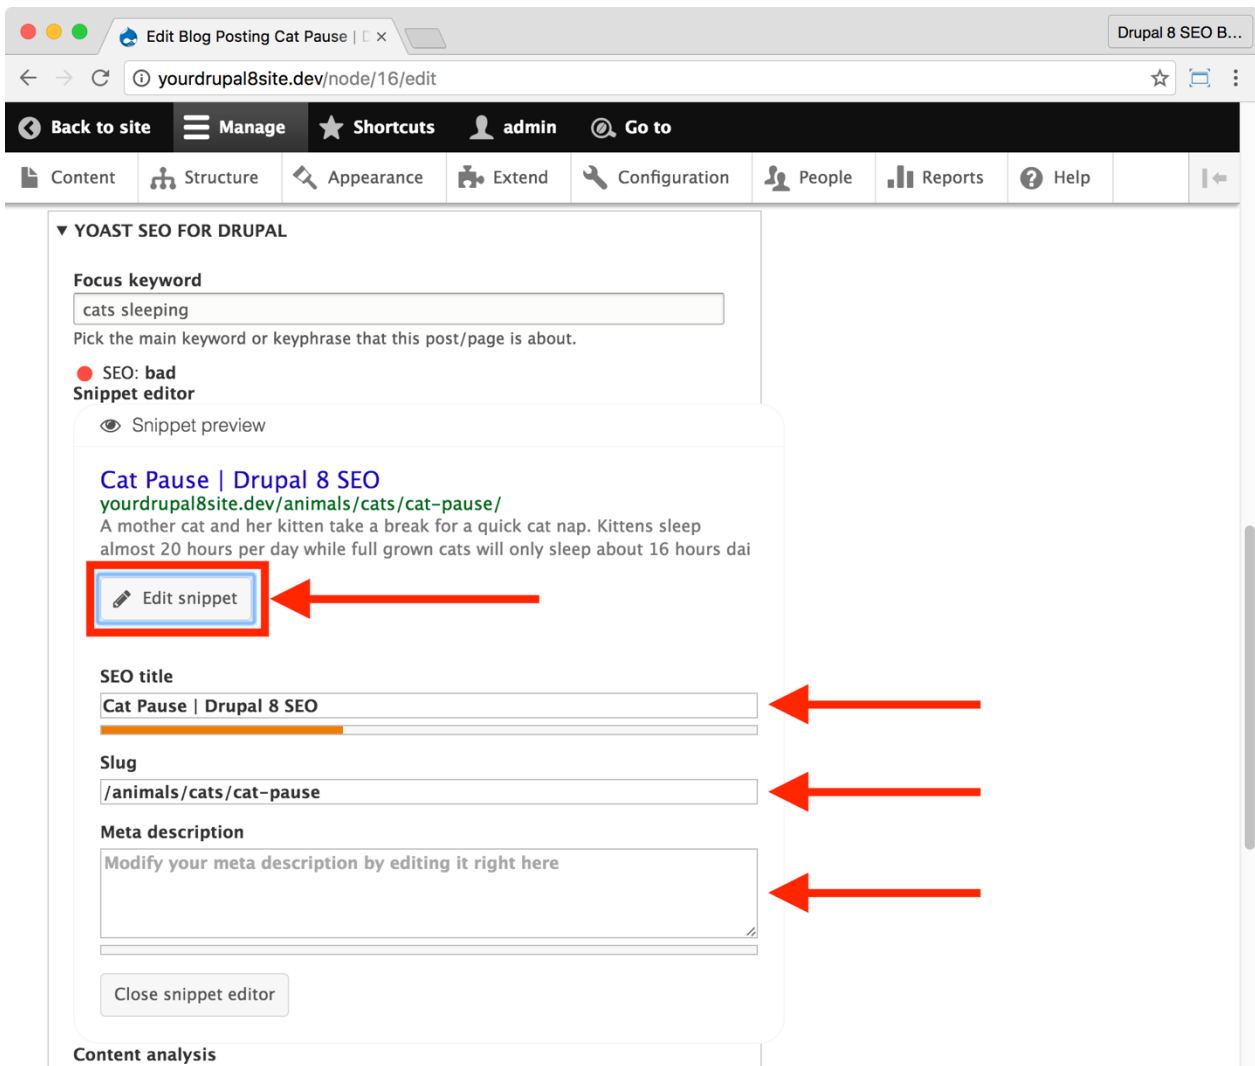 Edit Blog Posting Cat Pause | D
Drupal 8 SEO B...
yourdrupal8site.dev/node/16/edit
Back to site Manage Shortcuts admin Go to
Content Structure Appearance Extend Configuration People Reports Help
YOAST SEO FOR DRUPAL
Focus keyword
cats sleeping
Pick the main keyword or keyphrase that this post/page is about.
SEO: bad
Snippet editor
Snippet preview
Cat Pause | Drupal 8 SEO
yourdrupal8site.dev/animals/cats/cat-pause/
A mother cat and her kitten take a break for a quick cat nap. Kittens sleep
almost 20 hours per day while full grown cats will only sleep about 16 hours dai
Edit snippet
SEO title
Cat Pause | Drupal 8 SEO
Slug
/animals/cats/cat-pause
Meta description
Modify your meta description by editing it right here
Close snippet editor
Content analysis